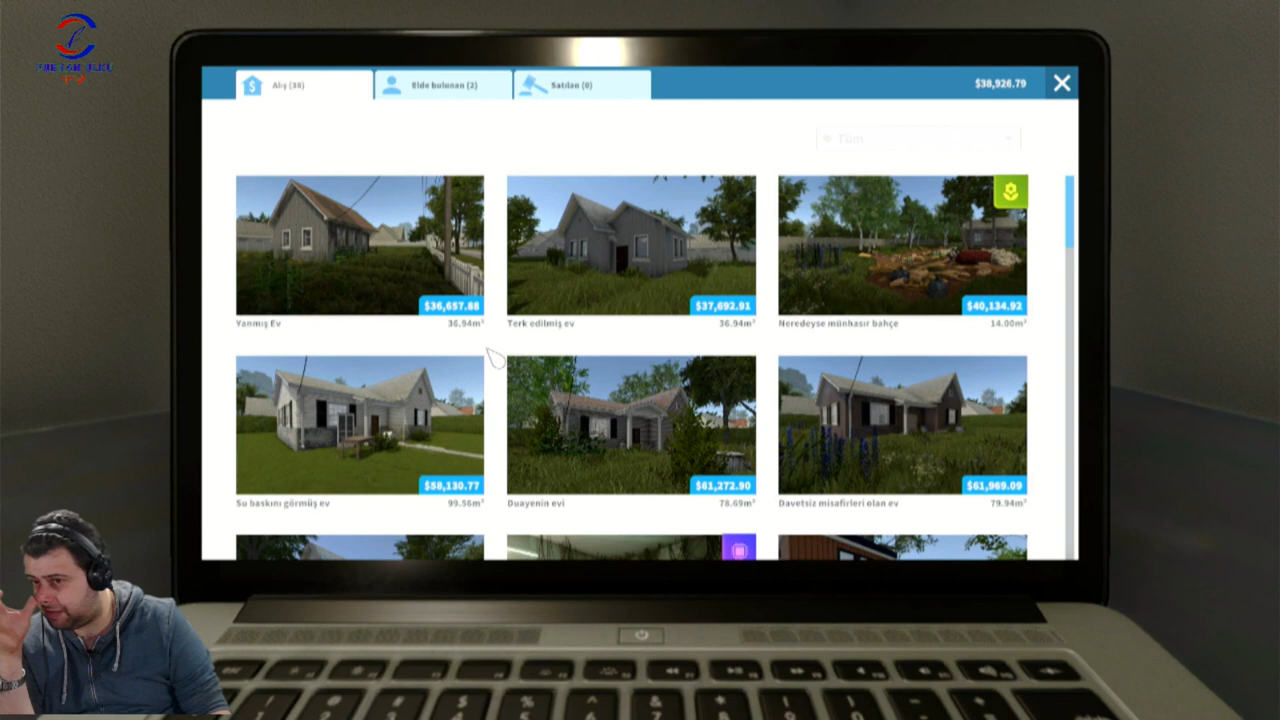 Alış (38)
Elde bulunan (2)
Satılan (0)
$38,926.79
Tüm
$36,657.88
$37,692.91
$40,134.92
Yanmış Ev
36.94m²
Terk edilmiş ev
36.94m²
Neredeyse münhasır bahçe
14.00m²
$58,130.77
$61,272.90
$61,969.09
Su baskını görmüş ev
99.56m²
Duayenin evi
78.69m²
Davetsiz misafirleri olan ev
79.94m²